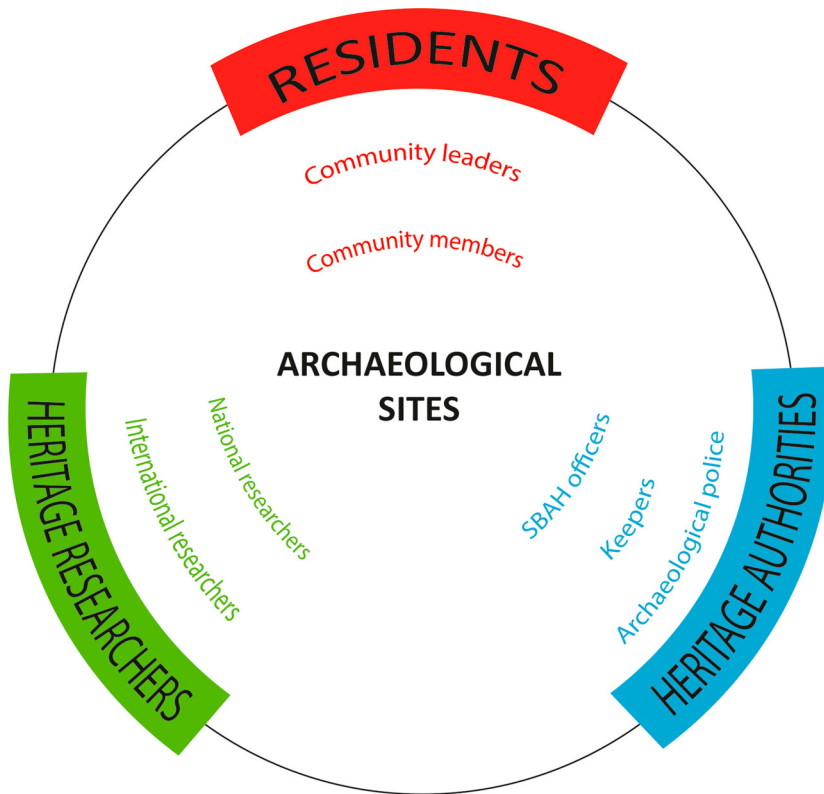 RESIDENTS
Community leaders
Community members
ARCHAEOLOGICAL
SITES
HERITAGE RESEARCHERS
International researchers
National researchers
SBAH officers
Keepers
Archaeological police
HERITAGE AUTHORITIES